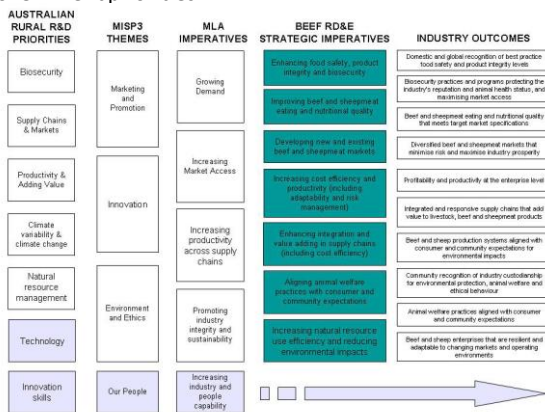 AUSTRALIAN
RURAL R&D
PRIORITIES
Biosecurity
Supply Chains
& Markets
Productivity &
Adding Value
Climate
variability &
climate change
Natural
resource
management
Technology
Innovation
skills
MISP3
THEMES
Marketing
and
Promotion
Innovation
Environment
and Ethics
Our People
MLA
IMPERATIVES
Growing
Demand
Increasing
Market Access
Increasing
productivity
across supply
chains
Promoting
industry
integrity and
sustainability
Increasing
industry and
people
capability
BEEF RD&E
STRATEGIC IMPERATIVES
Enhancing food safety, product
integrity and biosecurity
Improving beef and sheepmeat
eating and nutritional quality
Developing new and existing
beef and sheepmeat markets
Increasing cost efficiency and
productivity (including
adaptability and risk
management)
Enhancing integration and
value adding in supply chains
(including cost efficiency)
Aligning animal welfare
practices with consumer and
community expectations
Increasing natural resource
use efficiency and reducing
environmental impacts
INDUSTRY OUTCOMES
Domestic and global recognition of best practice
food safety and product integrity levels
Biosecurity practices and programs protecting the
industry's reputation and animal health status, and
maximising market access
Beef and sheepmeat eating and nutritional quality
that meets target market specifications
Diversified beef and sheepmeat markets that
minimise risk and maximise industry prosperity
Profitability and productivity at the enterprise level
Integrated and responsive supply chains that add
value to livestock, beef and sheepmeat products
Beef and sheep production systems aligned with
consumer and community expectations for
environmental impacts
Community recognition of industry custodianship
for environmental protection, animal welfare and
ethical behaviour
Animal welfare practices aligned with consumer
and community expectations
Beef and sheep enterprises that are resilient and
adaptable to changing markets and operating
environments